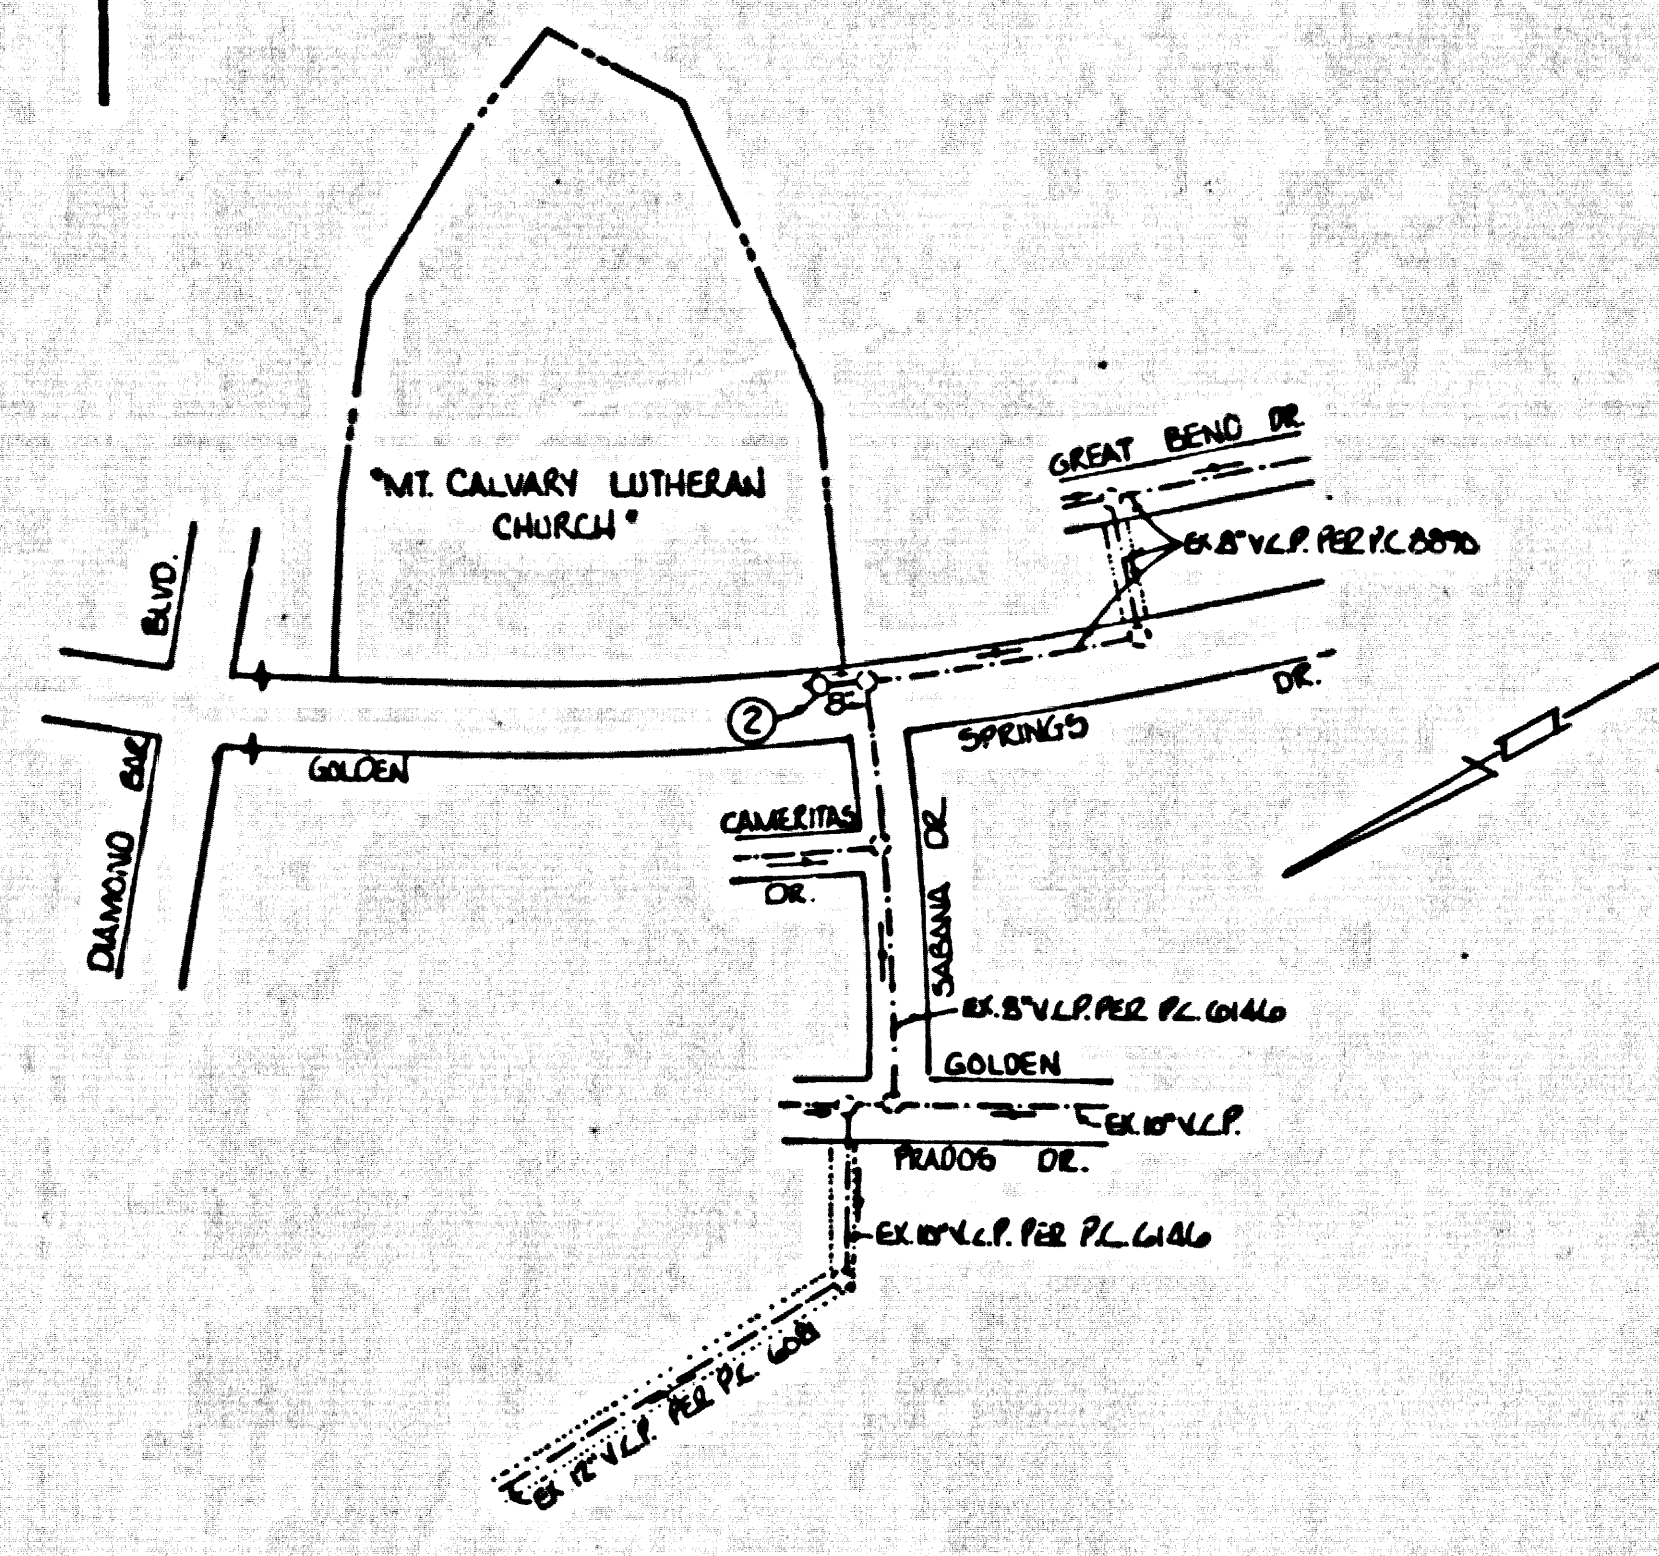 GREAT BEND DR.
"MT. CALVARY LUTHERAN
CHURCH"
EX. 8" V.C.P. PER P.C. 8890
BLVD.
BAR
DIAMOND
GOLDEN
2
8"
SPRINGS
DR.
CAMERITAS
DR.
SABANA DR.
EX. 8" V.C.P. PER P.C. 6146
GOLDEN
EX. 10" V.C.P.
PRADOS DR.
EX. 10" V.C.P. PER P.C. 6146
EX. 12" V.C.P. PER P.C.